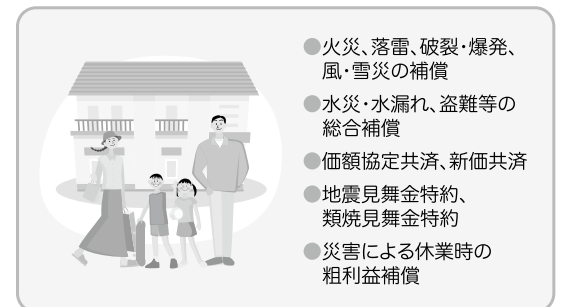 ●火災、落雷、破裂・爆発、
風・雪災の補償
●水災・水漏れ、盗難等の
総合補償
●価額協定共済、新価共済
●地震見舞金特約、
類焼見舞金特約
●災害による休業時の
粗利益補償